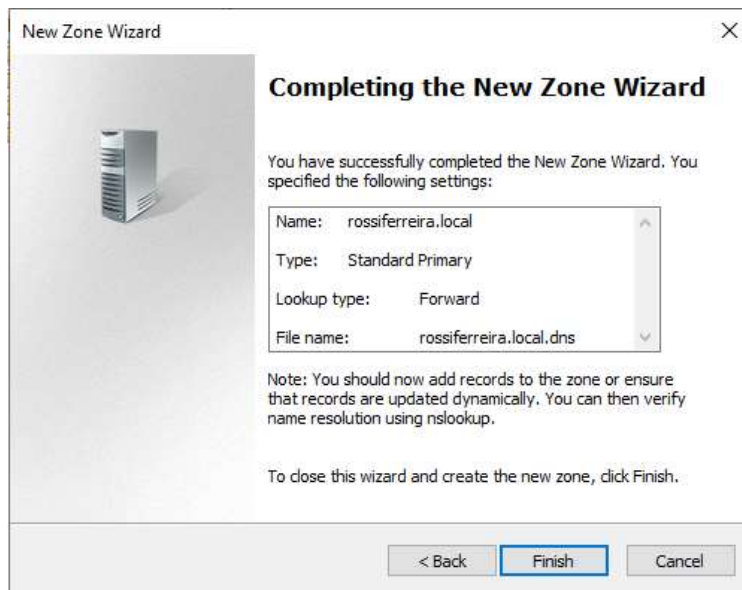 New Zone Wizard
Completing the New Zone Wizard
You have successfully completed the New Zone Wizard. You
specified the following settings:
Name: rossiferreira.local
Type: Standard Primary
Lookup type: Forward
File name: rossiferreira.local.dns
Note: You should now add records to the zone or ensure
that records are updated dynamically. You can then verify
name resolution using nslookup.
To close this wizard and create the new zone, click Finish.
< Back Finish Cancel